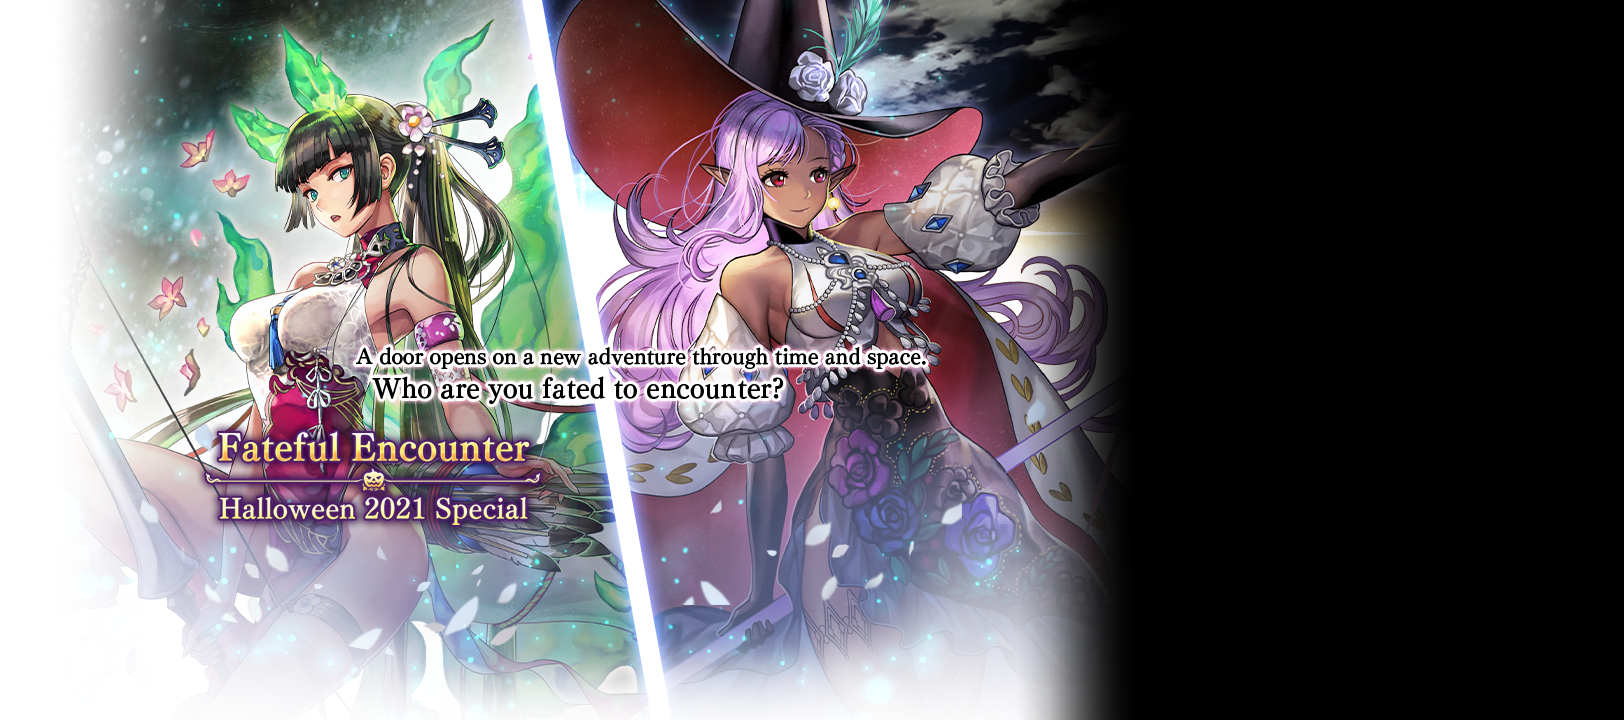 A door opens on a new adventure through time and space.
Who are you fated to encounter?
Fateful Encounter
Halloween 2021 Special